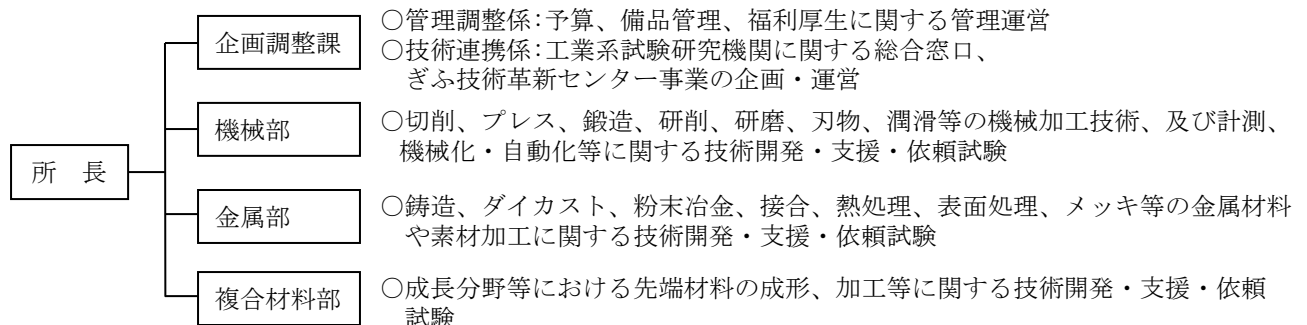 所　長
企画調整課
○管理調整係：予算、備品管理、福利厚生に関する管理運営
○技術連携係：工業系試験研究機関に関する総合窓口、
ぎふ技術革新センター事業の企画・運営
機械部
○切削、プレス、鍛造、研削、研磨、刃物、潤滑等の機械加工技術、及び計測、
機械化・自動化等に関する技術開発・支援・依頼試験
金属部
○鋳造、ダイカスト、粉末冶金、接合、熱処理、表面処理、メッキ等の金属材料
や素材加工に関する技術開発・支援・依頼試験
複合材料部
○成長分野等における先端材料の成形、加工等に関する技術開発・支援・依頼
試験